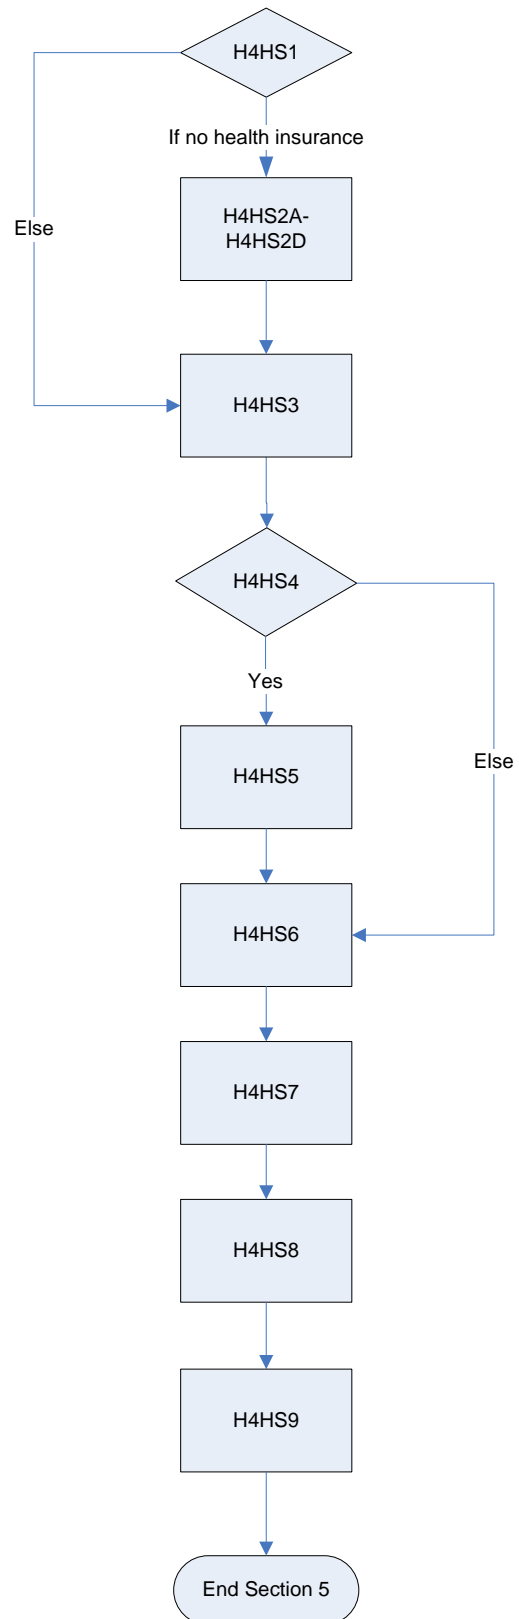 H4HS1
If no health insurance
H4HS2A-
H4HS2D
Else
H4HS3
H4HS4
Yes
H4HS5
Else
H4HS6
H4HS7
H4HS8
H4HS9
End Section 5